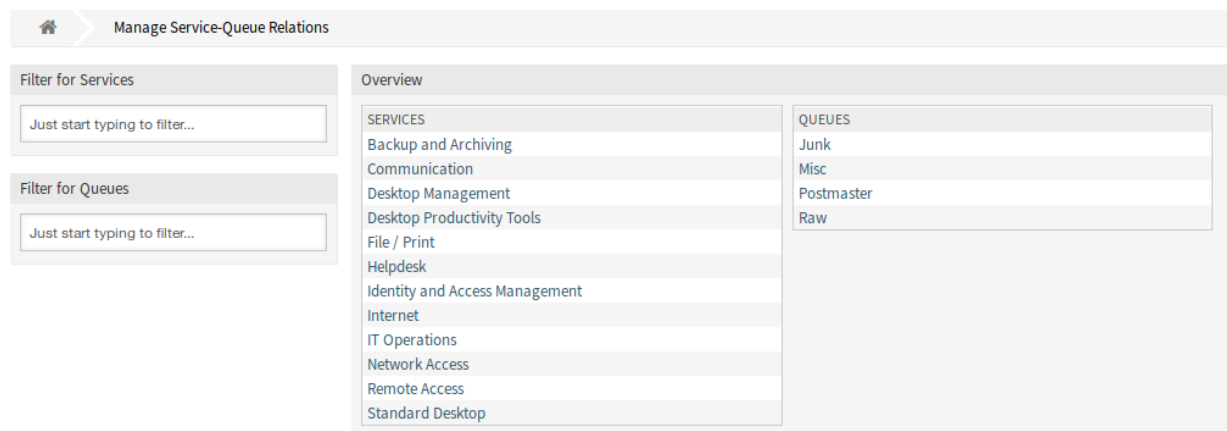 Manage Service-Queue Relations
Filter for Services
Just start typing to filter...
Filter for Queues
Just start typing to filter...
Overview
SERVICES
Backup and Archiving
Communication
Desktop Management
Desktop Productivity Tools
File / Print
Helpdesk
Identity and Access Management
Internet
IT Operations
Network Access
Remote Access
Standard Desktop
QUEUES
Junk
Misc
Postmaster
Raw